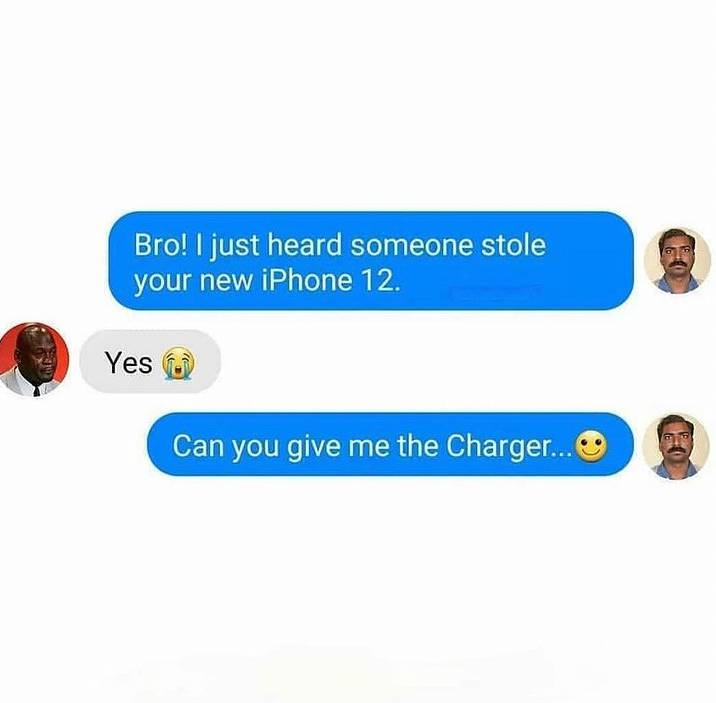 Bro! I just heard someone stole
your new iPhone 12.
Yes 😭
Can you give me the Charger...🙂